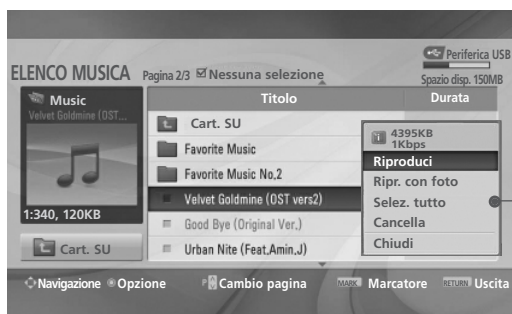 Periferica USB
ELENCO MUSICA Pagina 2/3 Nessuna selezione
Spazio disp. 150MB
Music
Velvet Goldmine (OST...
1:340, 120KB
Cart. SU
Titolo Durata
Cart. SU
Favorite Music
Favorite Music No,2
Velvet Goldmine (OST vers2)
Good Bye (Original Ver,)
Urban Nite (Feat,Amin,J)
4395KB
1Kbps
Riproduci
Ripr. con foto
Selez. tutto
Cancella
Chiudi
Navigazione Opzione P Cambio pagina MARK Marcatore RETURN Uscita